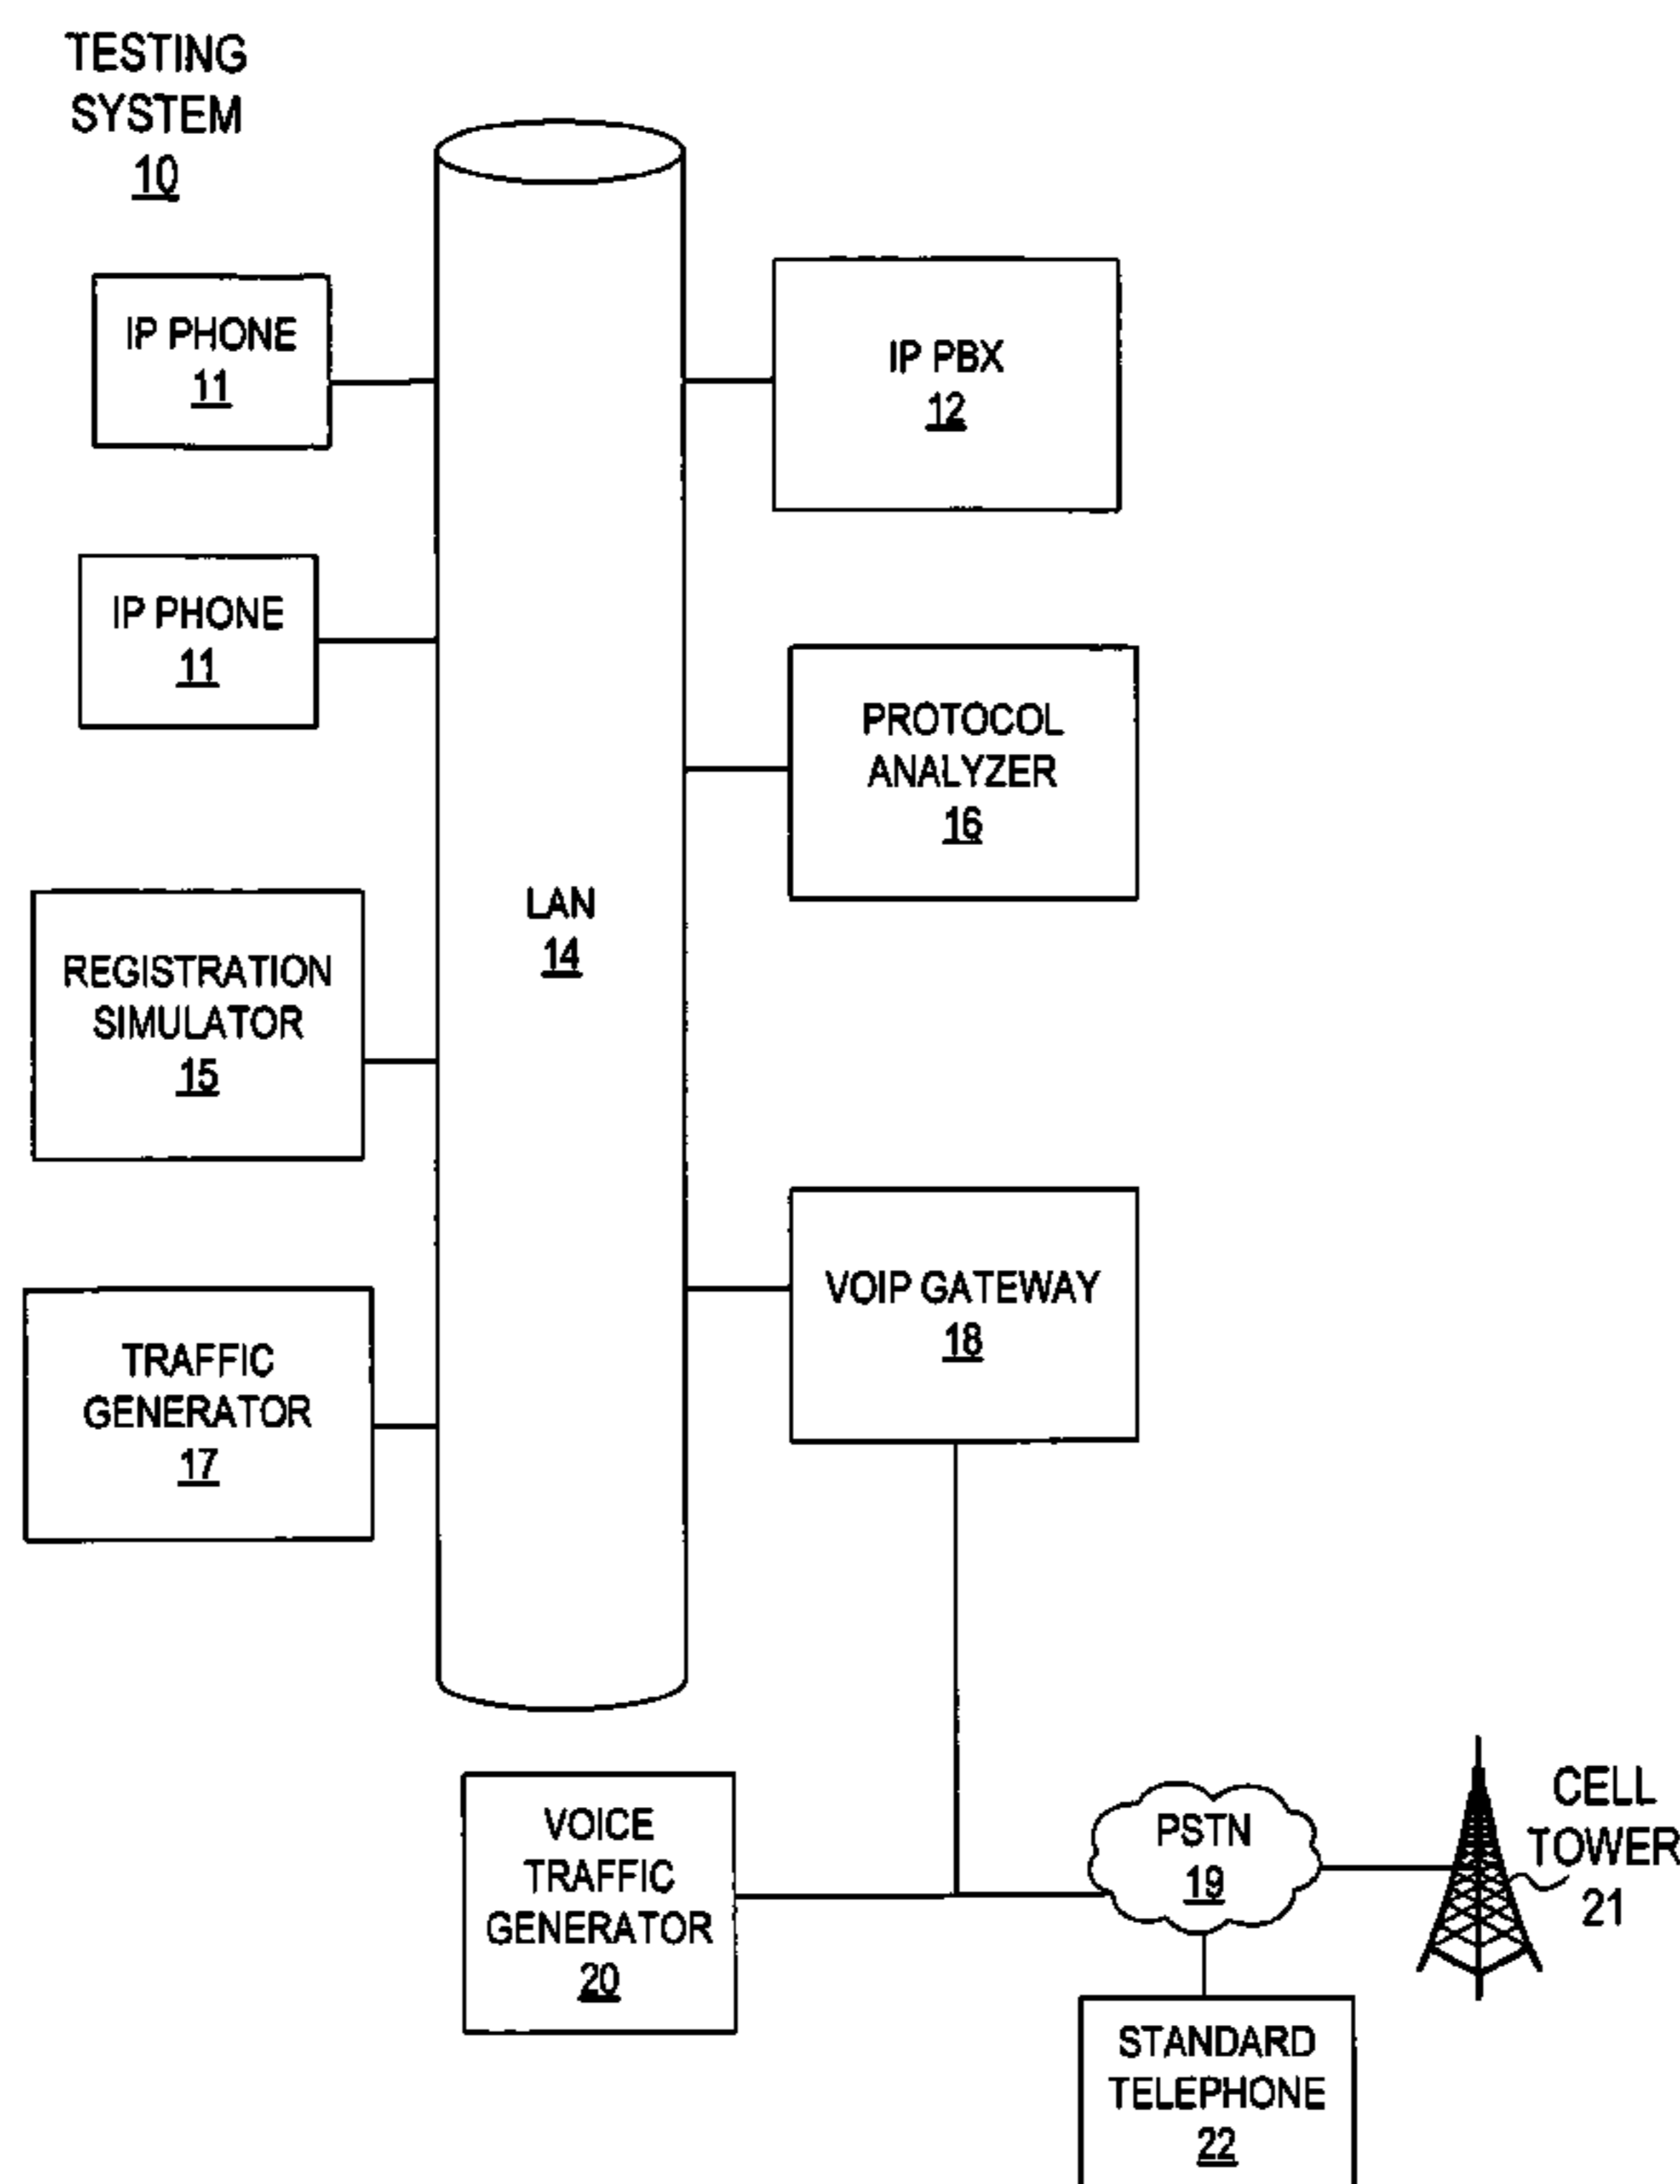 TESTING
SYSTEM
10
IP PHONE
11
IP PBX
12
IP PHONE
11
PROTOCOL
ANALYZER
16
LAN
14
REGISTRATION
SIMULATOR
15
VOIP GATEWAY
18
TRAFFIC
GENERATOR
17
VOICE
TRAFFIC
GENERATOR
20
PSTN
19
CELL
TOWER
21
STANDARD
TELEPHONE
22